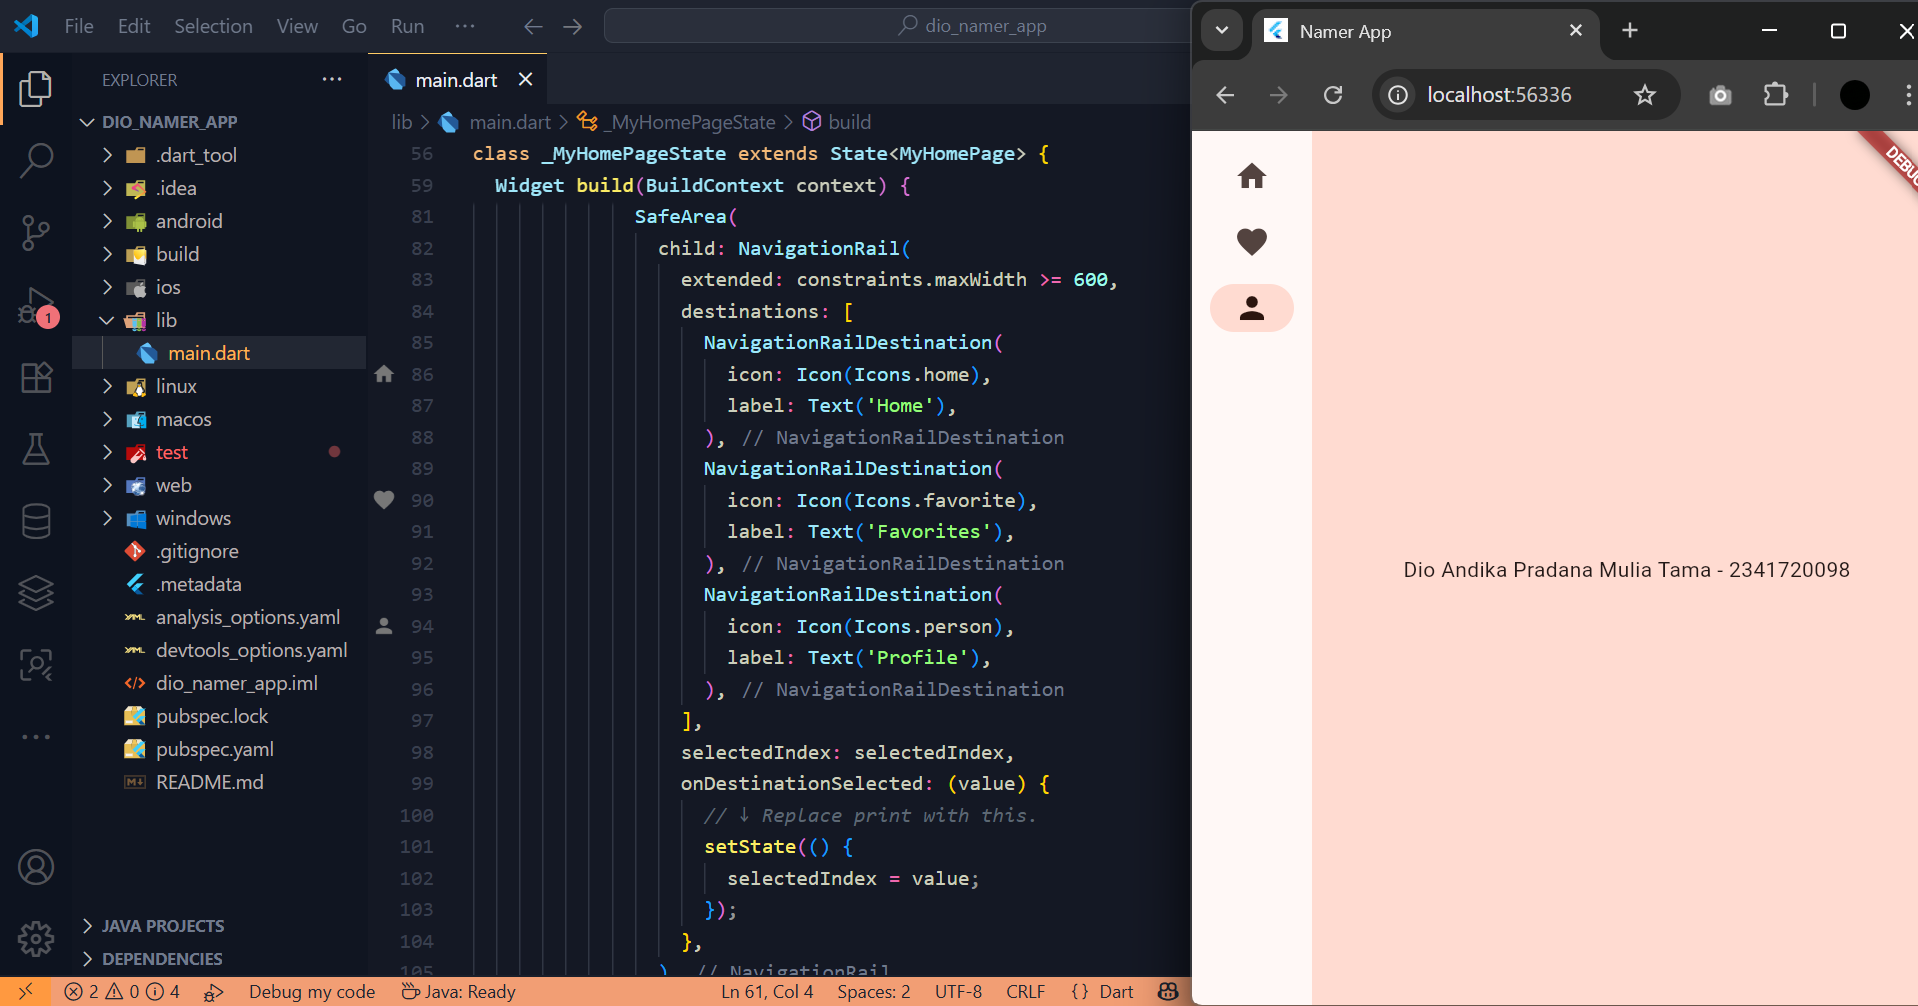 File Edit Selection View Go Run ··· dio_namer_app
EXPLORER ···
DIO_NAMER_APP
.dart_tool
.idea
android
build
ios
lib
main.dart
linux
macos
test
web
windows
.gitignore
.metadata
analysis_options.yaml
devtools_options.yaml
dio_namer_app.iml
pubspec.lock
pubspec.yaml
README.md
JAVA PROJECTS
DEPENDENCIES
1
main.dart
lib > main.dart > _MyHomePageState > build
56 class _MyHomePageState extends State<MyHomePage> {
59 Widget build(BuildContext context) {
81 SafeArea(
82 child: NavigationRail(
83 extended: constraints.maxWidth >= 600,
84 destinations: [
85 NavigationRailDestination(
86 icon: Icon(Icons.home),
87 label: Text('Home'),
88 ), // NavigationRailDestination
89 NavigationRailDestination(
90 icon: Icon(Icons.favorite),
91 label: Text('Favorites'),
92 ), // NavigationRailDestination
93 NavigationRailDestination(
94 icon: Icon(Icons.person),
95 label: Text('Profile'),
96 ), // NavigationRailDestination
97 ],
98 selectedIndex: selectedIndex,
99 onDestinationSelected: (value) {
100 // ↓ Replace print with this.
101 setState(() {
102 selectedIndex = value;
103 });
104 },
105 ) // NavigationRail
2 0 4 Debug my code Java: Ready Ln 61, Col 4 Spaces: 2 UTF-8 CRLF {} Dart
Namer App
localhost:56336
DEBUG
Dio Andika Pradana Mulia Tama - 2341720098